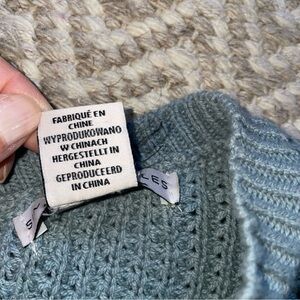 FABRIQUÉ EN
CHINE
WYPRODUKOWANO
W CHINACH
HERGESTELLT IN
CHINA
GEPRODUCEERD
IN CHINA